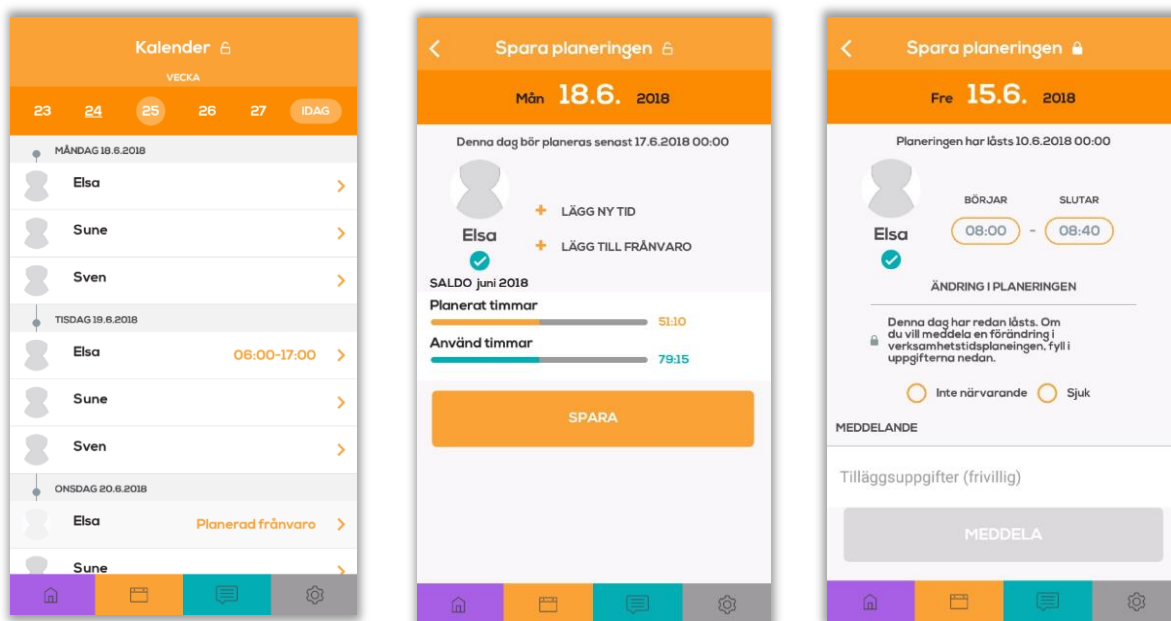 Kalender
VECKA
23 24 25 26 27 IDAG
MÅNDAG 18.6.2018
Elsa
Sune
Sven
TISDAG 19.6.2018
Elsa 06:00-17:00
Sune
Sven
ONSDAG 20.6.2018
Elsa Planerad frånvaro
Sune
Spara planeringen
Mån 18.6. 2018
Denna dag bör planeras senast 17.6.2018 00:00
+ LÄGG NY TID
Elsa
+ LÄGG TILL FRÅNVARO
SALDO juni 2018
Planerat timmar
51:10
Använd timmar
79:15
SPARA
Spara planeringen
Fre 15.6. 2018
Planeringen har låsts 10.6.2018 00:00
BÖRJAR SLUTAR
Elsa 08:00 - 08:40
ÄNDRING I PLANERINGEN
Denna dag har redan låsts. Om
du vill meddela en förändring i
verksamhetstidsplaneingen, fyll i
uppgifterna nedan.
Inte närvarande Sjuk
MEDDELANDE
Tilläggsuppgifter (frivillig)
MEDDELA